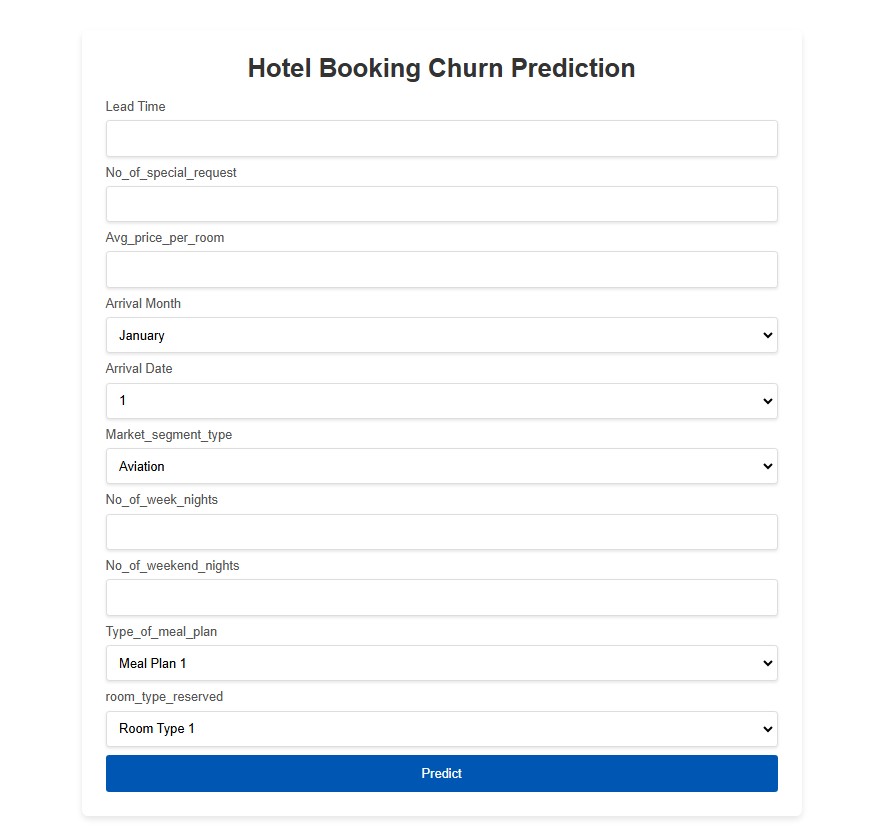 Hotel Booking Churn Prediction
Lead Time
No_of_special_request
Avg_price_per_room
Arrival Month
January
Arrival Date
1
Market_segment_type
Aviation
No_of_week_nights
No_of_weekend_nights
Type_of_meal_plan
Meal Plan 1
room_type_reserved
Room Type 1
Predict